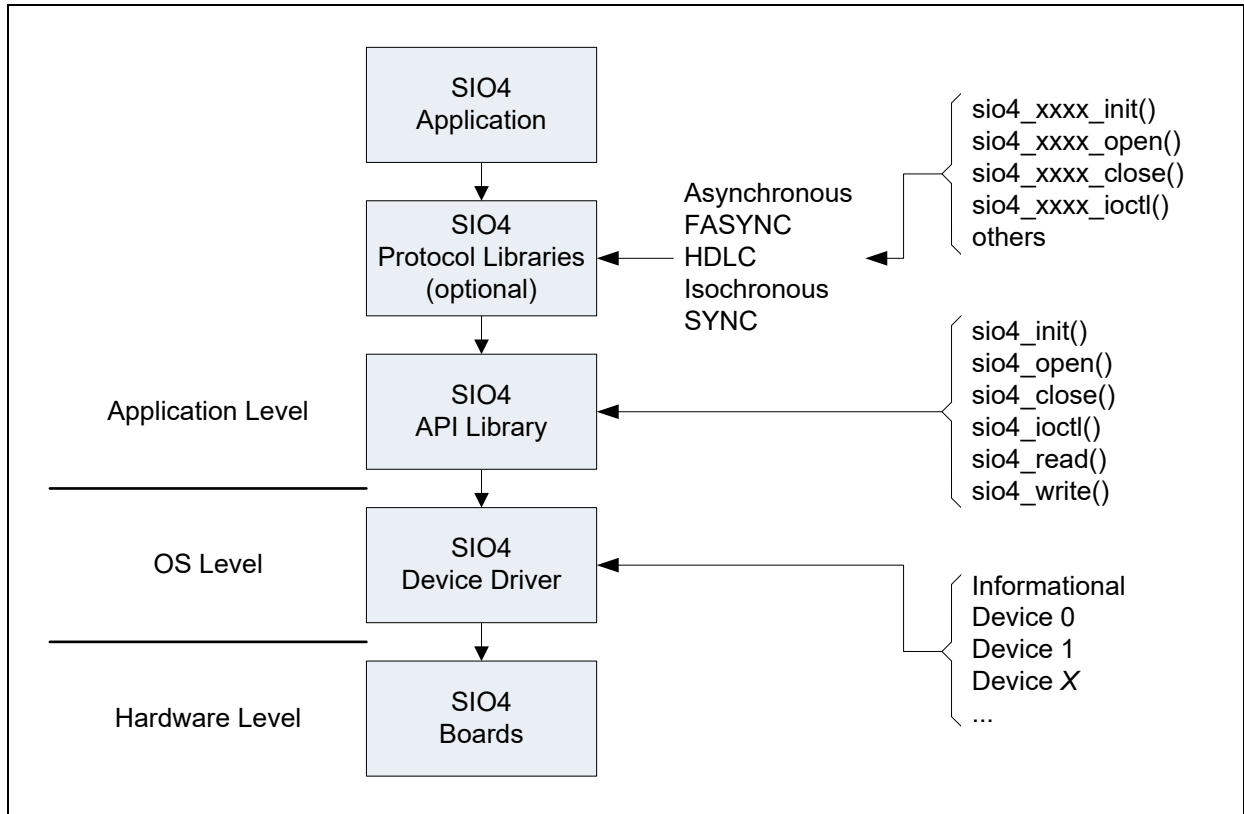 SIO4
Application
SIO4
Protocol Libraries
(optional)
Asynchronous
FASYNC
HDLC
Isochronous
SYNC
sio4_xxxx_init()
sio4_xxxx_open()
sio4_xxxx_close()
sio4_xxxx_ioctl()
others
Application Level
SIO4
API Library
sio4_init()
sio4_open()
sio4_close()
sio4_ioctl()
sio4_read()
sio4_write()
OS Level
SIO4
Device Driver
Informational
Device 0
Device 1
Device X
...
Hardware Level
SIO4
Boards